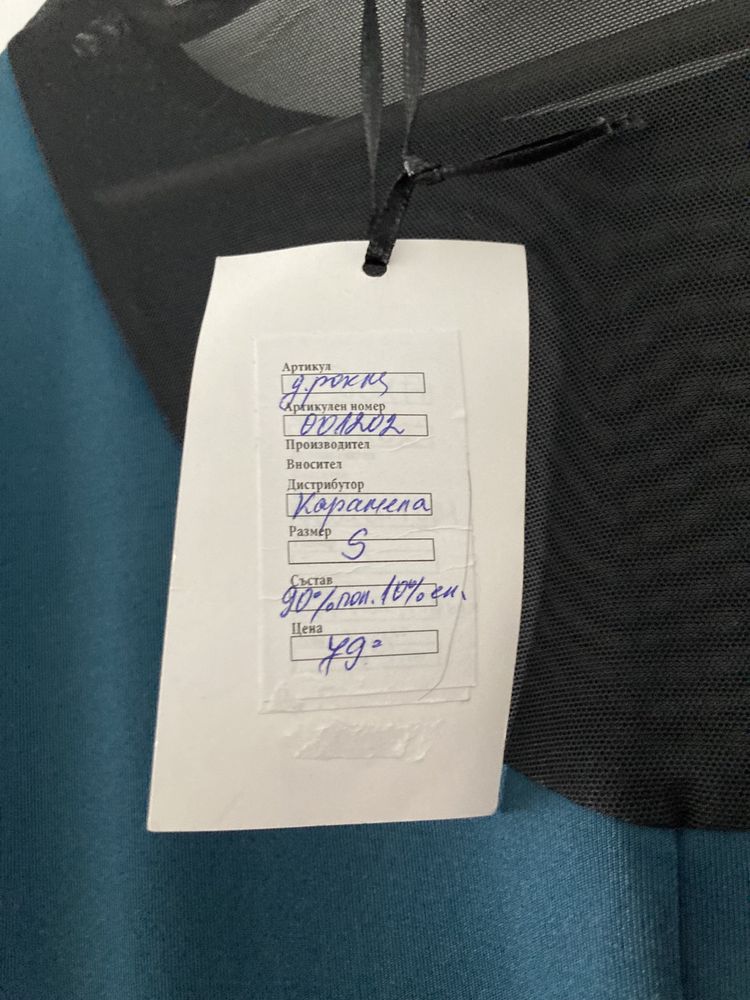 Артикул
д. рокля
Артикулен номер
001202
Производител
Вносител
Дистрибутор
Карамела
Размер
S
Състав
90% пол. 10% ел.
Цена
79=